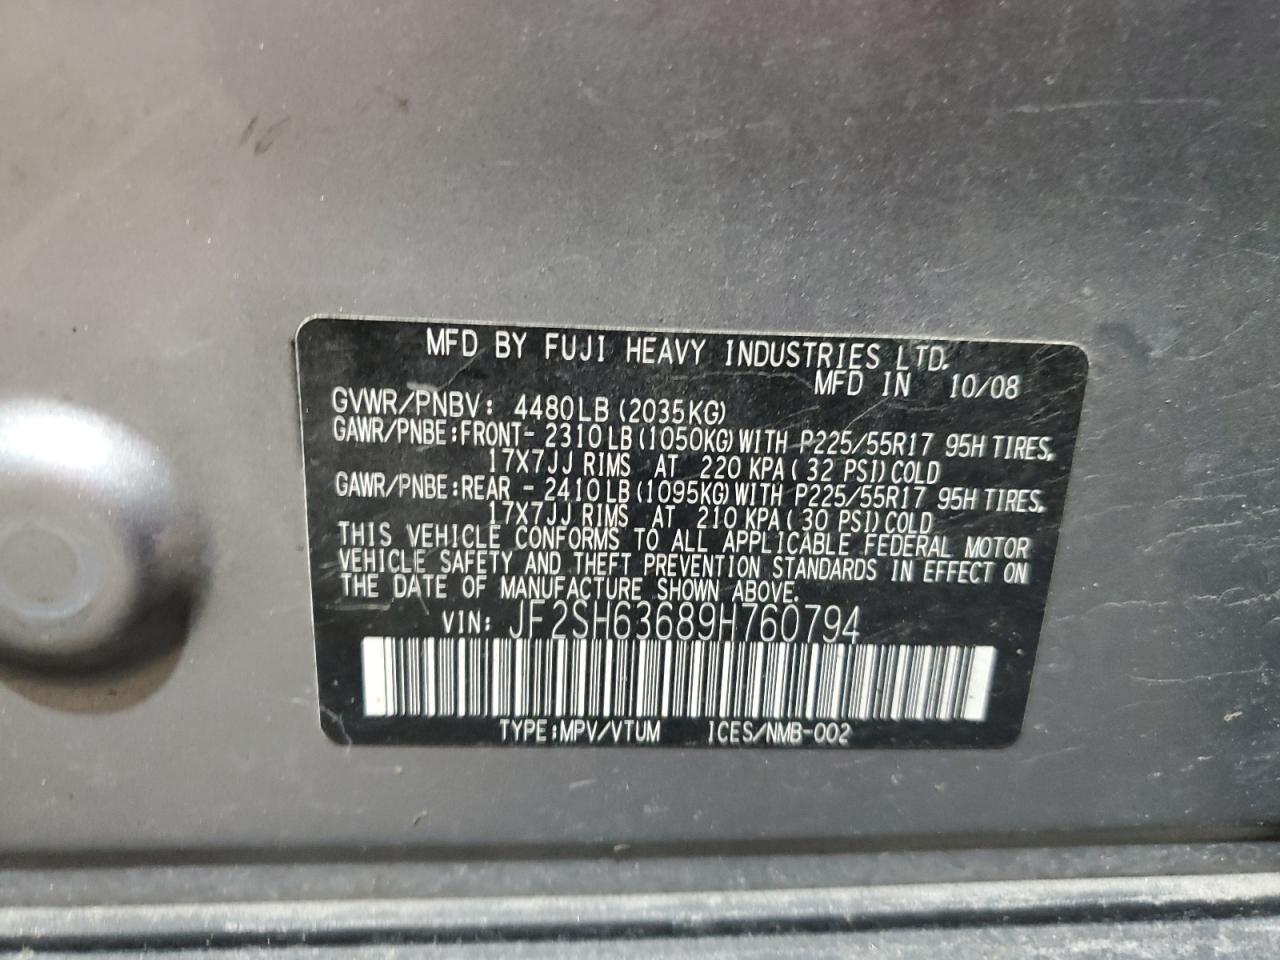 MFD BY FUJI HEAVY INDUSTRIES LTD.
MFD IN 10/08
GVWR/PNBV: 4480LB (2035KG)
GAWR/PNBE:FRONT- 2310LB (1050KG) WITH P225/55R17 95H TIRES,
17X7JJ RIMS AT 220 KPA ( 32 PSI) COLD
GAWR/PNBE:REAR - 2410LB (1095KG) WITH P225/55R17 95H TIRES,
17X7JJ RIMS AT 210 KPA ( 30 PSI) COLD
THIS VEHICLE CONFORMS TO ALL APPLICABLE FEDERAL MOTOR
VEHICLE SAFETY AND THEFT PREVENTION STANDARDS IN EFFECT ON
THE DATE OF MANUFACTURE SHOWN ABOVE.
VIN: JF2SH63689H760794
TYPE:MPV/VTUM ICES/NMB-002